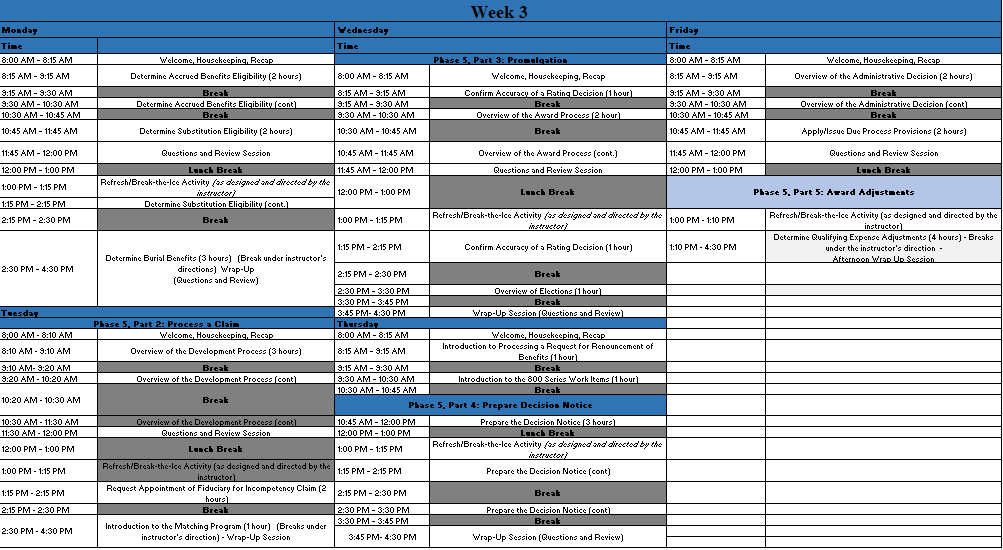 Week 3
Monday
Time
8:00 AM - 8:15 AM Welcome, Housekeeping, Recap
8:15 AM - 9:15 AM Determine Accrued Benefits Eligibility (2 hours)
9:15 AM - 9:30 AM Break
9:30 AM - 10:30 AM Determine Accrued Benefits Eligibility (cont)
10:30 AM - 10:45 AM Break
10:45 AM - 11:45 AM Determine Substitution Eligibility (2 hours)
11:45 AM - 12:00 PM Questions and Review Session
12:00 PM - 1:00 PM Lunch Break
1:00 PM - 1:15 PM Refresh/Break-the-Ice Activity (as designed and directed by the
instructor)
1:15 PM - 2:15 PM Determine Substitution Eligibility (cont.)
2:15 PM - 2:30 PM Break
2:30 PM - 4:30 PM Determine Burial Benefits (3 hours) (Break under instructor's
directions) Wrap-Up
(Questions and Review)
Tuesday
Phase 5, Part 2: Process a Claim
8:00 AM - 8:10 AM Welcome, Housekeeping, Recap
8:10 AM - 9:10 AM Overview of the Development Process (3 hours)
9:10 AM- 9:20 AM Break
9:20 AM - 10:20 AM Overview of the Development Process (cont)
10:20 AM - 10:30 AM Break
10:30 AM - 11:30 AM Overview of the Development Process (cont)
11:30 AM - 12:00 PM Questions and Review Session
12:00 PM - 1:00 PM Lunch Break
1:00 PM - 1:15 PM Refresh/Break-the-Ice Activity (as designed and directed by the
instructor)
1:15 PM - 2:15 PM Request Appointment of Fiduciary for Incompetency Claim (2
hours)
2:15 PM - 2:30 PM Break
2:30 PM - 4:30 PM Introduction to the Matching Program (1 hour) (Breaks under
instructor's direction) - Wrap-Up Session
Wednesday
Time
Phase 5, Part 3: Promulgation
8:00 AM - 8:15 AM Welcome, Housekeeping, Recap
8:15 AM - 9:15 AM Confirm Accuracy of a Rating Decision (1 hour)
9:15 AM - 9:30 AM Break
9:30 AM - 10:30 AM Overview of the Award Process (2 hour)
10:30 AM - 10:45 AM Break
10:45 AM - 11:45 AM Overview of the Award Process (cont.)
11:45 AM - 12:00 PM Questions and Review Session
12:00 PM - 1:00 PM Lunch Break
1:00 PM - 1:15 PM Refresh/Break-the-Ice Activity (as designed and directed by the
instructor)
1:15 PM - 2:15 PM Confirm Accuracy of a Rating Decision (1 hour)
2:15 PM - 2:30 PM Break
2:30 PM - 3:30 PM Overview of Elections (1 hour)
3:30 PM - 3:45 PM Break
3:45 PM- 4:30 PM Wrap-Up Session (Questions and Review)
Thursday
8:00 AM - 8:15 AM Welcome, Housekeeping, Recap
8:15 AM - 9:15 AM Introduction to Processing a Request for Renouncement of
Benefits (1 hour)
9:15 AM - 9:30 AM Break
9:30 AM - 10:30 AM Introduction to the 800 Series Work Items (1 hour)
10:30 AM - 10:45 AM Break
Phase 5, Part 4: Prepare Decision Notice
10:45 AM - 12:00 PM Prepare the Decision Notice (3 hours)
12:00 PM - 1:00 PM Lunch Break
1:00 PM - 1:15 PM Refresh/Break-the-Ice Activity (as designed and directed by the
instructor)
1:15 PM - 2:15 PM Prepare the Decision Notice (cont)
2:15 PM - 2:30 PM Break
2:30 PM - 3:30 PM Prepare the Decision Notice (cont)
3:30 PM - 3:45 PM Break
3:45 PM- 4:30 PM Wrap-Up Session (Questions and Review)
Friday
Time
8:00 AM - 8:15 AM Welcome, Housekeeping, Recap
8:15 AM - 9:15 AM Overview of the Administrative Decision (2 hours)
9:15 AM - 9:30 AM Break
9:30 AM - 10:30 AM Overview of the Administrative Decision (cont)
10:30 AM - 10:45 AM Break
10:45 AM - 11:45 AM Apply/Issue Due Process Provisions (2 hours)
11:45 AM - 12:00 PM Questions and Review Session
12:00 PM - 1:00 PM Lunch Break
Phase 5, Part 5: Award Adjustments
1:00 PM - 1:10 PM Refresh/Break-the-Ice Activity (as designed and directed by the
instructor)
1:10 PM - 4:30 PM Determine Qualifying Expense Adjustments (4 hours) - Breaks
under the instructor's direction -
Afternoon Wrap Up Session